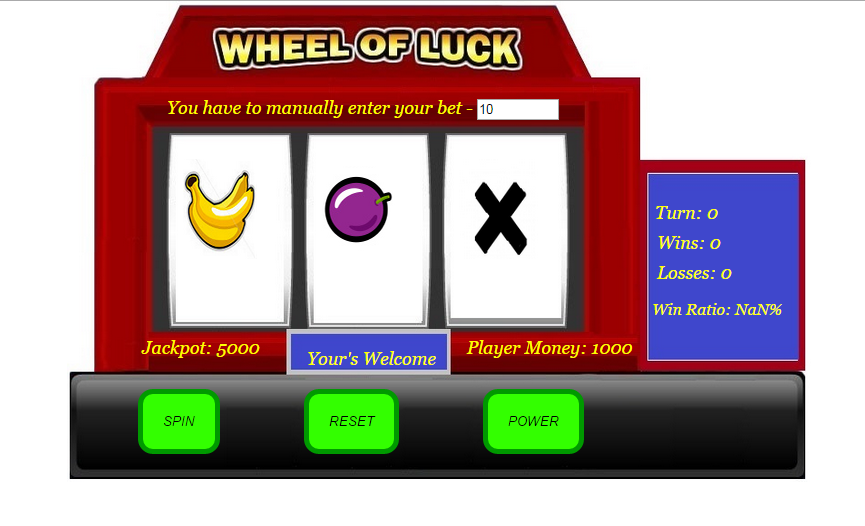 WHEEL OF LUCK
You have to manually enter your bet - 10
Turn: 0
Wins: 0
Losses: 0
Win Ratio: NaN%
Jackpot: 5000
Your's Welcome
Player Money: 1000
SPIN
RESET
POWER